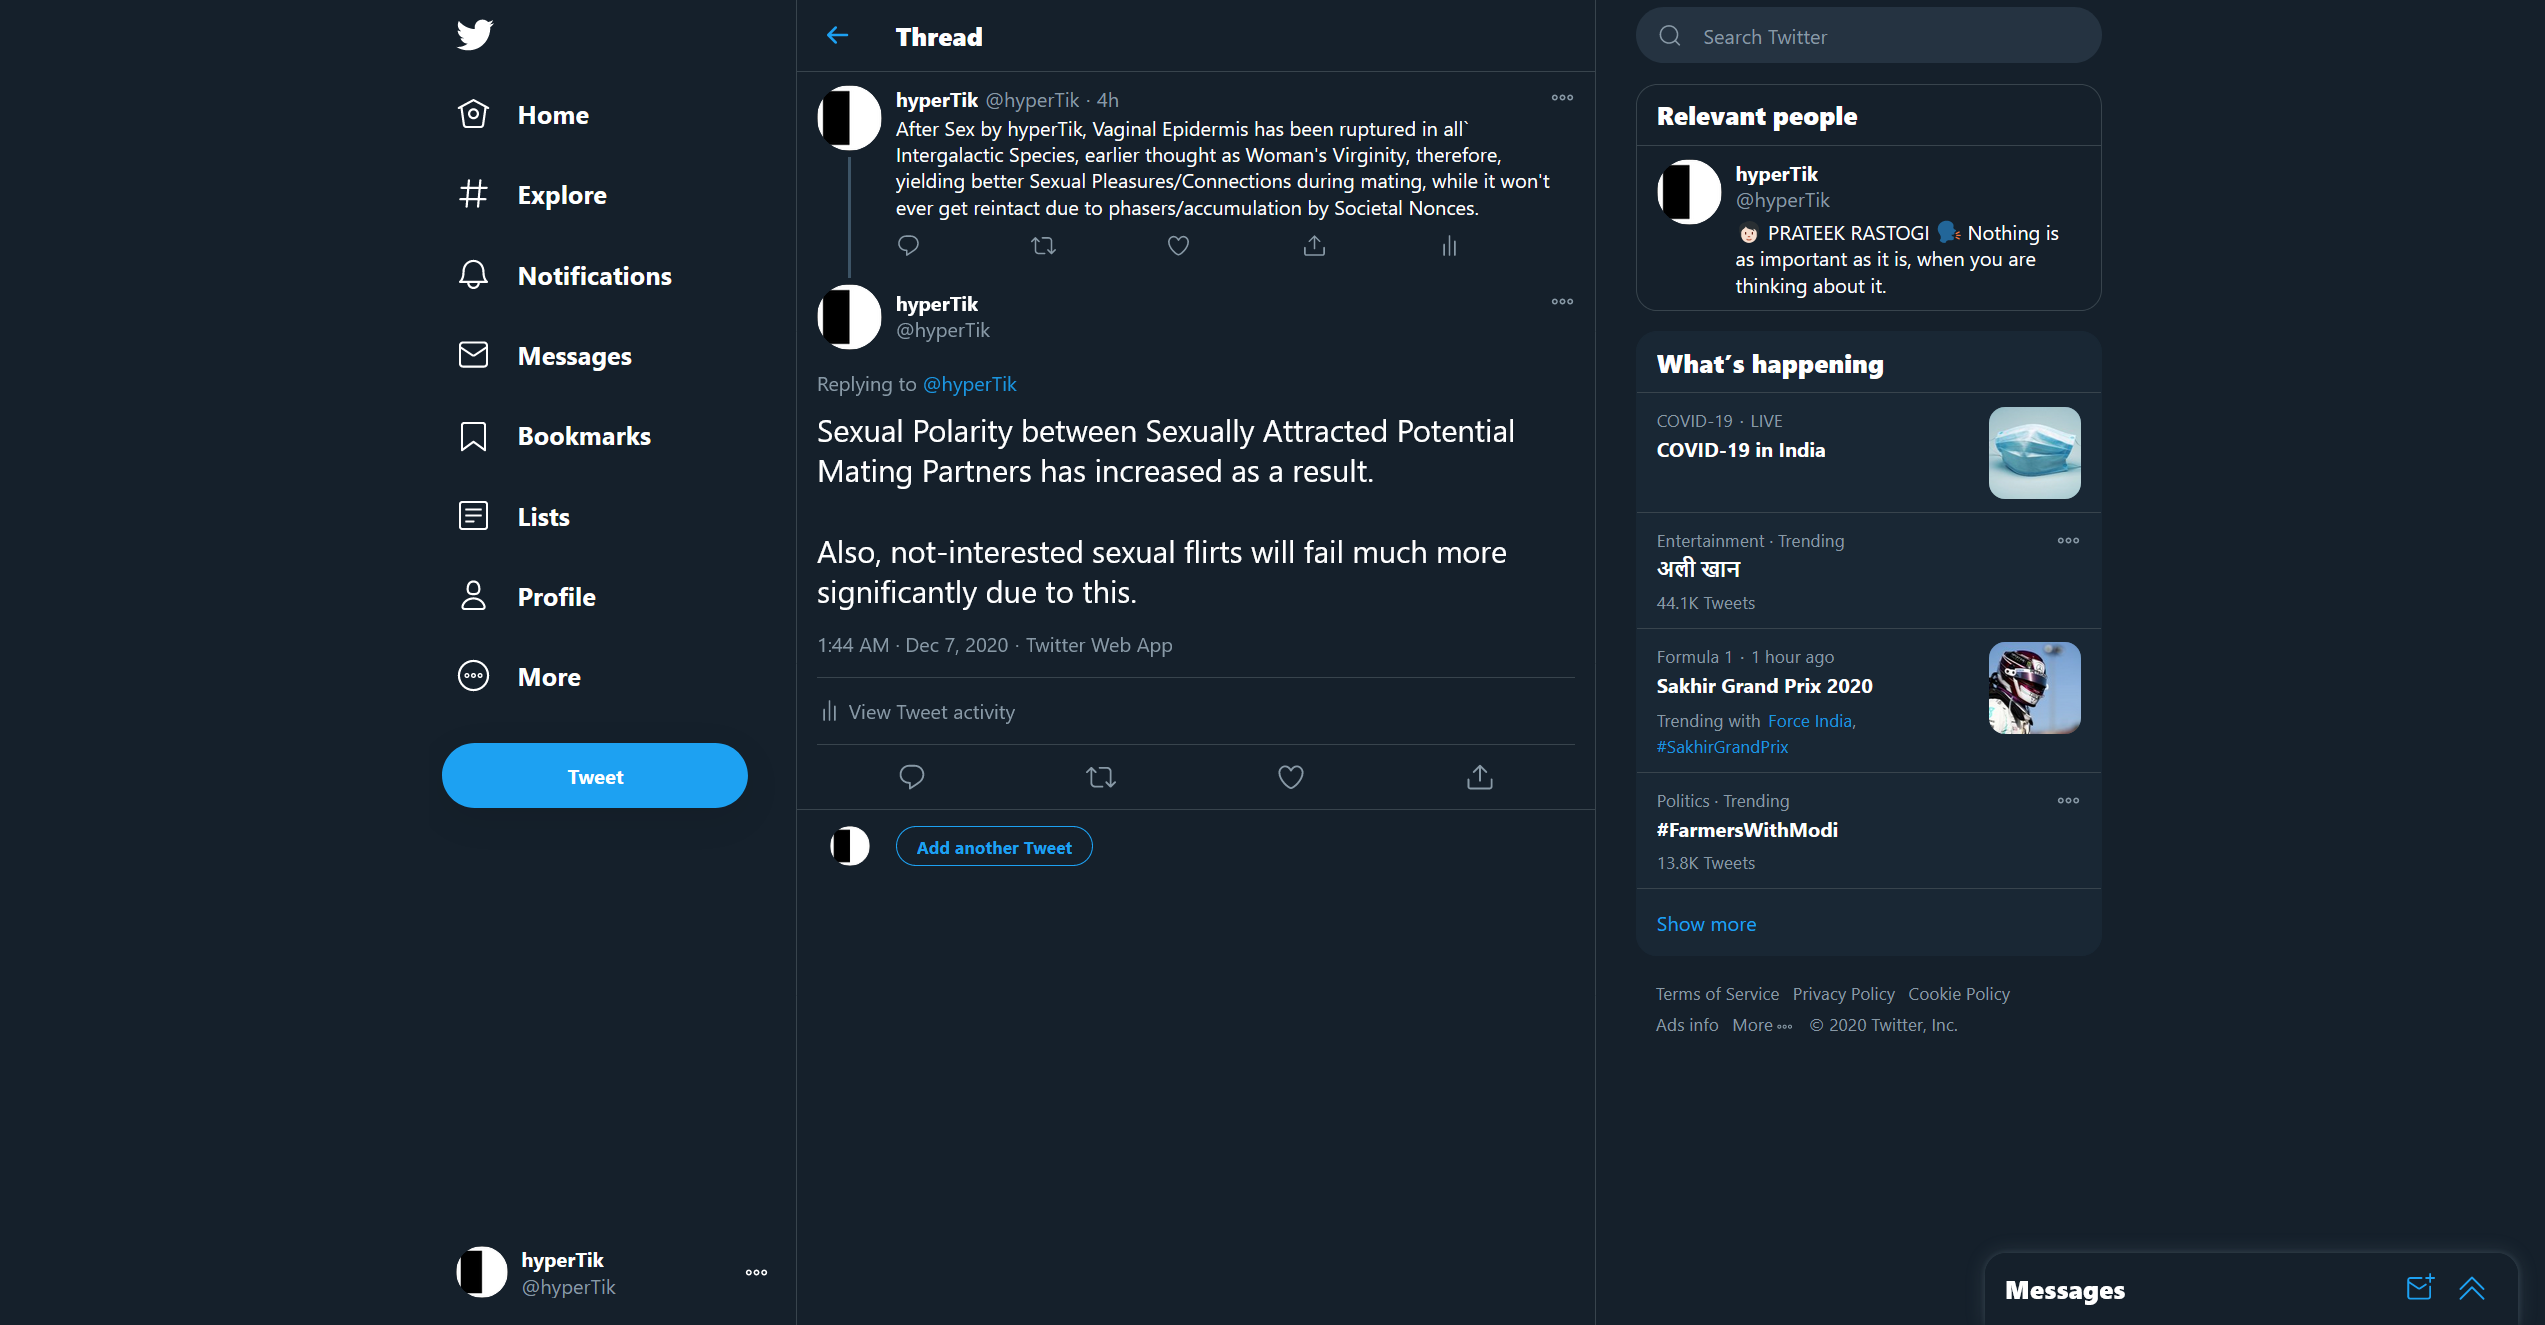 Home
Explore
Notifications
Messages
Bookmarks
Lists
Profile
More
Tweet
hyperTik
@hyperTik
Thread
hyperTik @hyperTik · 4h
After Sex by hyperTik, Vaginal Epidermis has been ruptured in all`
Intergalactic Species, earlier thought as Woman's Virginity, therefore,
yielding better Sexual Pleasures/Connections during mating, while it won't
ever get reintact due to phasers/accumulation by Societal Nonces.
hyperTik
@hyperTik
Replying to @hyperTik
Sexual Polarity between Sexually Attracted Potential
Mating Partners has increased as a result.
Also, not-interested sexual flirts will fail much more
significantly due to this.
1:44 AM · Dec 7, 2020 · Twitter Web App
View Tweet activity
Add another Tweet
Search Twitter
Relevant people
hyperTik
@hyperTik
PRATEEK RASTOGI Nothing is
as important as it is, when you are
thinking about it.
What's happening
COVID-19 · LIVE
COVID-19 in India
Entertainment · Trending
अली खान
44.1K Tweets
Formula 1 · 1 hour ago
Sakhir Grand Prix 2020
Trending with Force India,
#SakhirGrandPrix
Politics · Trending
#FarmersWithModi
13.8K Tweets
Show more
Terms of Service Privacy Policy Cookie Policy
Ads info More © 2020 Twitter, Inc.
Messages